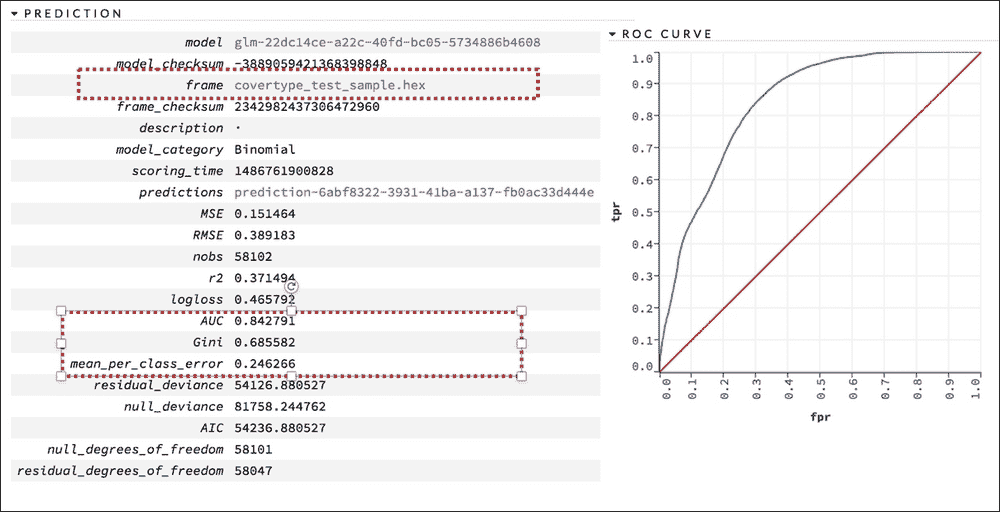 PREDICTION
model glm-22dc14ce-a22c-40fd-bc05-5734886b4608
model_checksum -3889059421368398848
frame covertype_test_sample.hex
frame_checksum 2342982437306472960
description ·
model_category Binomial
scoring_time 1486761900828
predictions prediction-6abf8322-3931-41ba-a137-fb0ac33d444e
MSE 0.151464
RMSE 0.389183
nobs 58102
r2 0.371494
logloss 0.465792
AUC 0.842791
Gini 0.685582
mean_per_class_error 0.246266
residual_deviance 54126.880527
null_deviance 81758.244762
AIC 54236.880527
null_degrees_of_freedom 58101
residual_degrees_of_freedom 58047
ROC CURVE
1.0
0.9
0.8
0.7
0.6
0.5
0.4
0.3
0.2
0.1
0.0
tpr
0.0 0.1 0.2 0.3 0.4 0.5 0.6 0.7 0.8 0.9 1.0
fpr